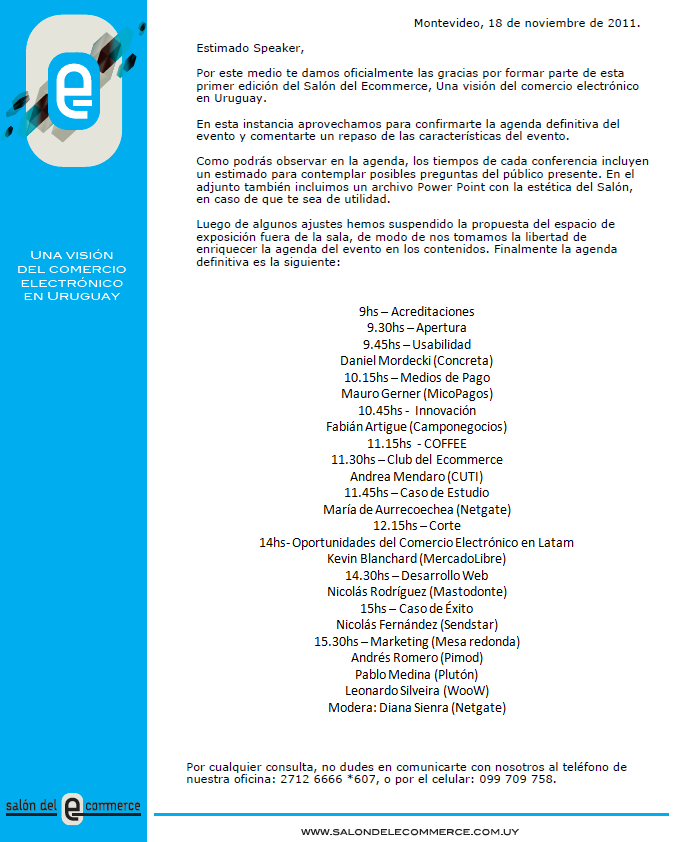 Montevideo, 18 de noviembre de 2011.
Estimado Speaker,
Por este medio te damos oficialmente las gracias por formar parte de esta
primer edición del Salón del Ecommerce, Una visión del comercio electrónico
en Uruguay.
En esta instancia aprovechamos para confirmarte la agenda definitiva del
evento y comentarte un repaso de las características del evento.
Como podrás observar en la agenda, los tiempos de cada conferencia incluyen
un estimado para contemplar posibles preguntas del público presente. En el
adjunto también incluimos un archivo Power Point con la estética del Salón,
en caso de que te sea de utilidad.
Luego de algunos ajustes hemos suspendido la propuesta del espacio de
exposición fuera de la sala, de modo de nos tomamos la libertad de
enriquecer la agenda del evento en los contenidos. Finalmente la agenda
definitiva es la siguiente:
9hs – Acreditaciones
9.30hs – Apertura
9.45hs – Usabilidad
Daniel Mordecki (Concreta)
10.15hs – Medios de Pago
Mauro Gerner (MicoPagos)
10.45hs - Innovación
Fabián Artigue (Camponegocios)
11.15hs - COFFEE
11.30hs – Club del Ecommerce
Andrea Mendaro (CUTI)
11.45hs – Caso de Estudio
María de Aurrecoechea (Netgate)
12.15hs – Corte
14hs- Oportunidades del Comercio Electrónico en Latam
Kevin Blanchard (MercadoLibre)
14.30hs – Desarrollo Web
Nicolás Rodríguez (Mastodonte)
15hs – Caso de Éxito
Nicolás Fernández (Sendstar)
15.30hs – Marketing (Mesa redonda)
Andrés Romero (Pimod)
Pablo Medina (Plutón)
Leonardo Silveira (WooW)
Modera: Diana Sienra (Netgate)
Por cualquier consulta, no dudes en comunicarte con nosotros al teléfono de
nuestra oficina: 2712 6666 *607, o por el celular: 099 709 758.
www.salondelecommerce.com.uy
e
Una visión
del comercio
electrónico
en Uruguay
salón del e commerce